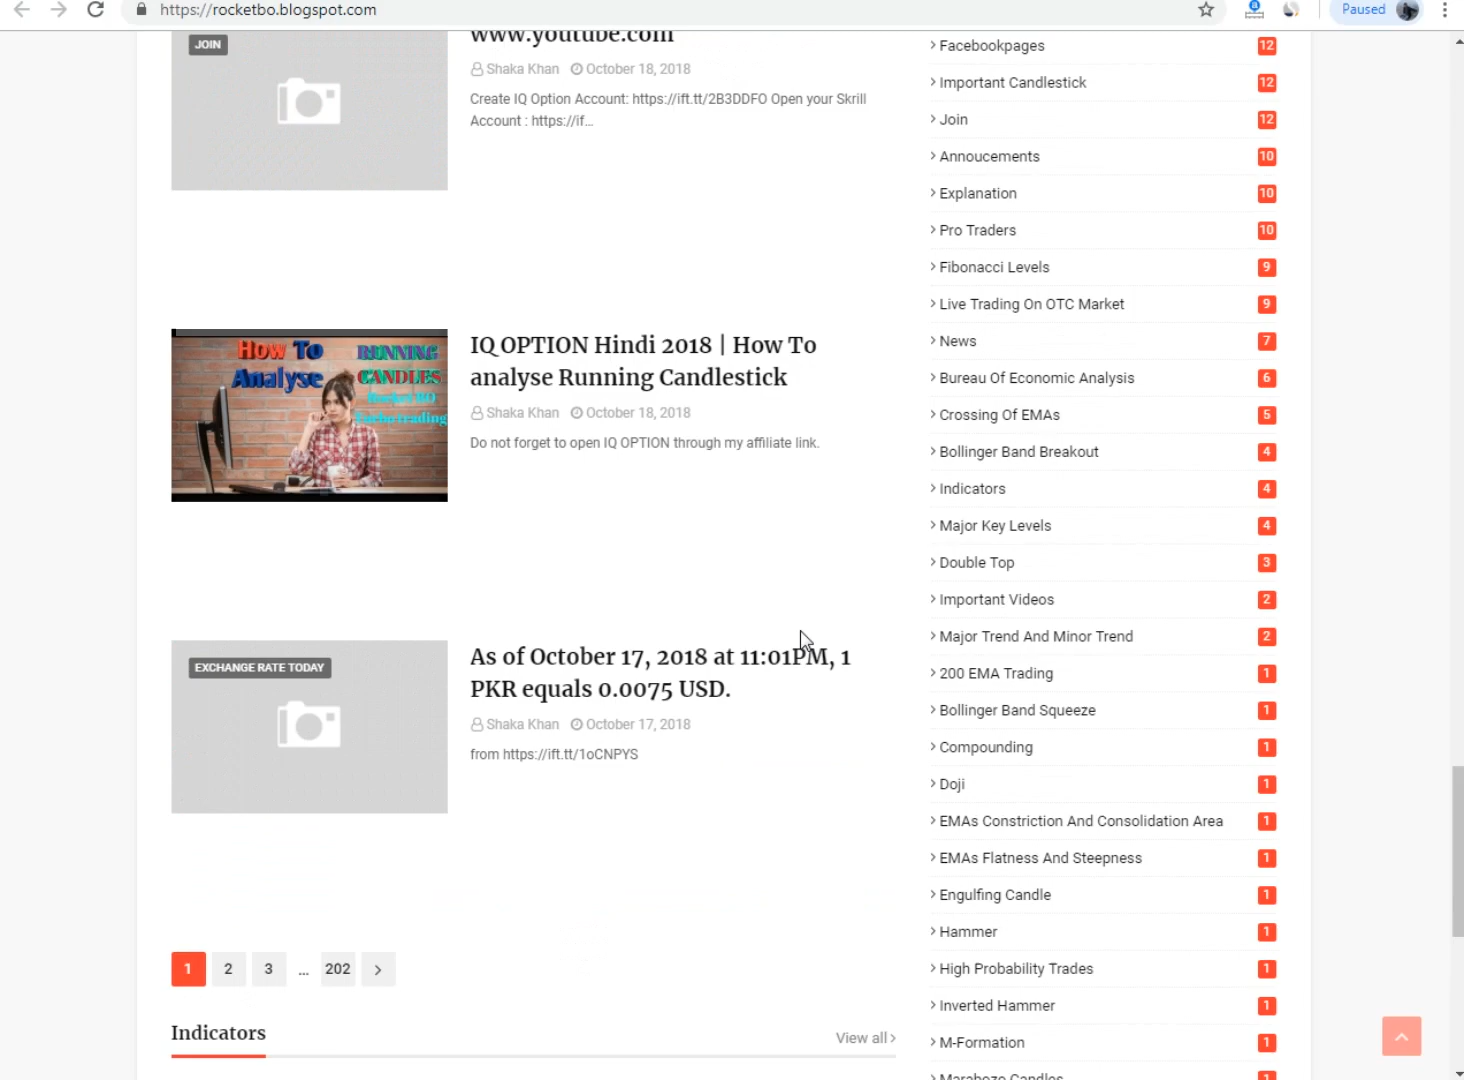 https://rocketbo.blogspot.com
Paused
JOIN
www.youtube.com
Shaka Khan October 18, 2018
Create IQ Option Account: https://ift.tt/2B3DDFO Open your Skrill
Account : https://if...
How To
Analyse
RUNNING
CANDLES
Rocket BO
Turbo trading
IQ OPTION Hindi 2018 | How To
analyse Running Candlestick
Shaka Khan October 18, 2018
Do not forget to open IQ OPTION through my affiliate link.
EXCHANGE RATE TODAY
As of October 17, 2018 at 11:01PM, 1
PKR equals 0.0075 USD.
Shaka Khan October 17, 2018
from https://ift.tt/1oCNPYS
1 2 3 ... 202 >
Indicators
View all >
> Facebookpages 12
> Important Candlestick 12
> Join 12
> Annoucements 10
> Explanation 10
> Pro Traders 10
> Fibonacci Levels 9
> Live Trading On OTC Market 9
> News 7
> Bureau Of Economic Analysis 6
> Crossing Of EMAs 5
> Bollinger Band Breakout 4
> Indicators 4
> Major Key Levels 4
> Double Top 3
> Important Videos 2
> Major Trend And Minor Trend 2
> 200 EMA Trading 1
> Bollinger Band Squeeze 1
> Compounding 1
> Doji 1
> EMAs Constriction And Consolidation Area 1
> EMAs Flatness And Steepness 1
> Engulfing Candle 1
> Hammer 1
> High Probability Trades 1
> Inverted Hammer 1
> M-Formation 1
> Marabozo Candles 1